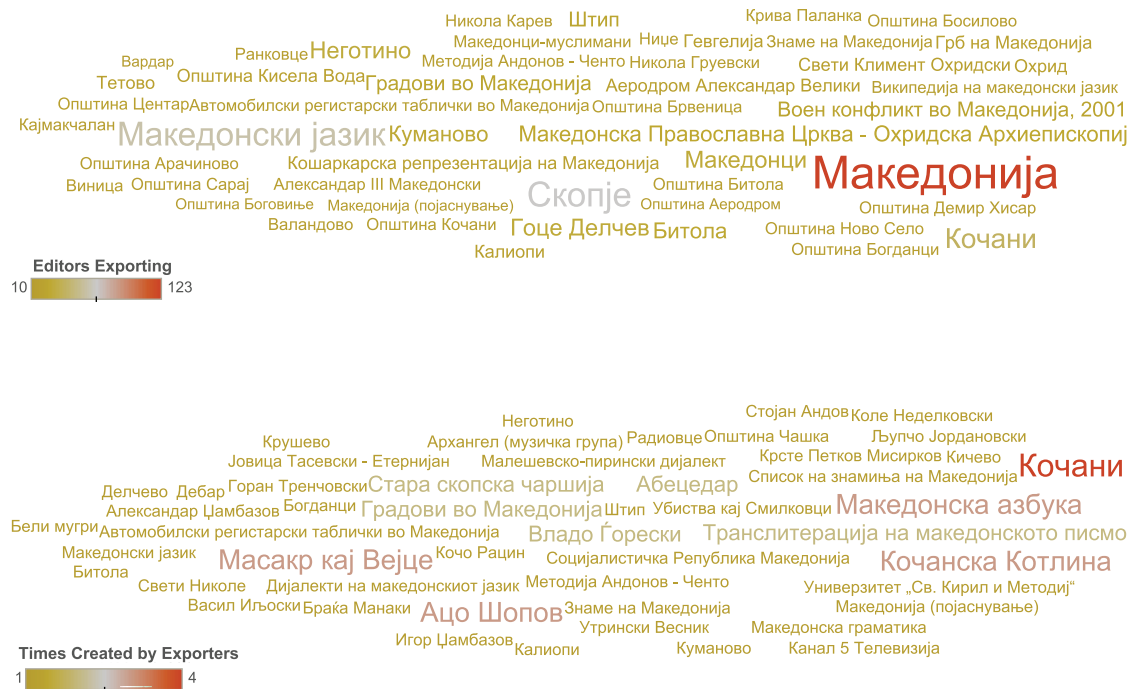 Никола Карев Штип Крива Паланка Општина Босилово
Ранковце Неготино Македонци-муслимани Ниџе Гевгелија Знаме на Македонија Грб на Македонија
Вардар Методија Андонов - Ченто Никола Груевски Свети Климент Охридски Охрид
Тетово Општина Кисела Вода Градови во Македонија Аеродром Александар Велики Википедија на македонски јазик
Општина Центар Автомобилски регистарски таблички во Македонија Општина Брвеница Воен конфликт во Македонија, 2001
Кајмакчалан Македонски јазик Куманово Македонска Православна Црква - Охридска Архиепископиј
Општина Арачиново Кошаркарска репрезентација на Македонија Македонци Македонија
Виница Општина Сарај Александар III Македонски Скопје Општина Битола
Општина Боговиње Македонија (појаснување) Општина Аеродром Општина Демир Хисар
Валандово Општина Кочани Гоце Делчев Битола Општина Ново Село Кочани
Калиопи Општина Богданци
Editors Exporting
10 123
Стојан Андов Коле Неделковски
Неготино
Крушево Архангел (музичка група) Радиовце Општина Чашка Љупчо Јордановски
Јовица Тасевски - Етернијан Малешевско-пирински дијалект Крсте Петков Мисирков Кичево Кочани
Делчево Дебар Горан Тренчовски Стара скопска чаршија Абецедар Список на знамиња на Македонија
Александар Џамбазов Богданци Градови во Македонија Штип Убиства кај Смилковци Македонска азбука
Бели мугри Автомобилски регистарски таблички во Македонија Владо Ѓорески Транслитерација на македонското писмо
Македонски јазик Масакр кај Вејце Кочо Рацин Социјалистичка Република Македонија Кочанска Котлина
Битола
Свети Николе Дијалекти на македонскиот јазик Методија Андонов - Ченто Универзитет „Св. Кирил и Методиј“
Васил Иљоски Браќа Манаки Ацо Шопов Знаме на Македонија Македонија (појаснување)
Утрински Весник Македонска граматика
Игор Џамбазов Калиопи Куманово Канал 5 Телевизија
Times Created by Exporters
1 4